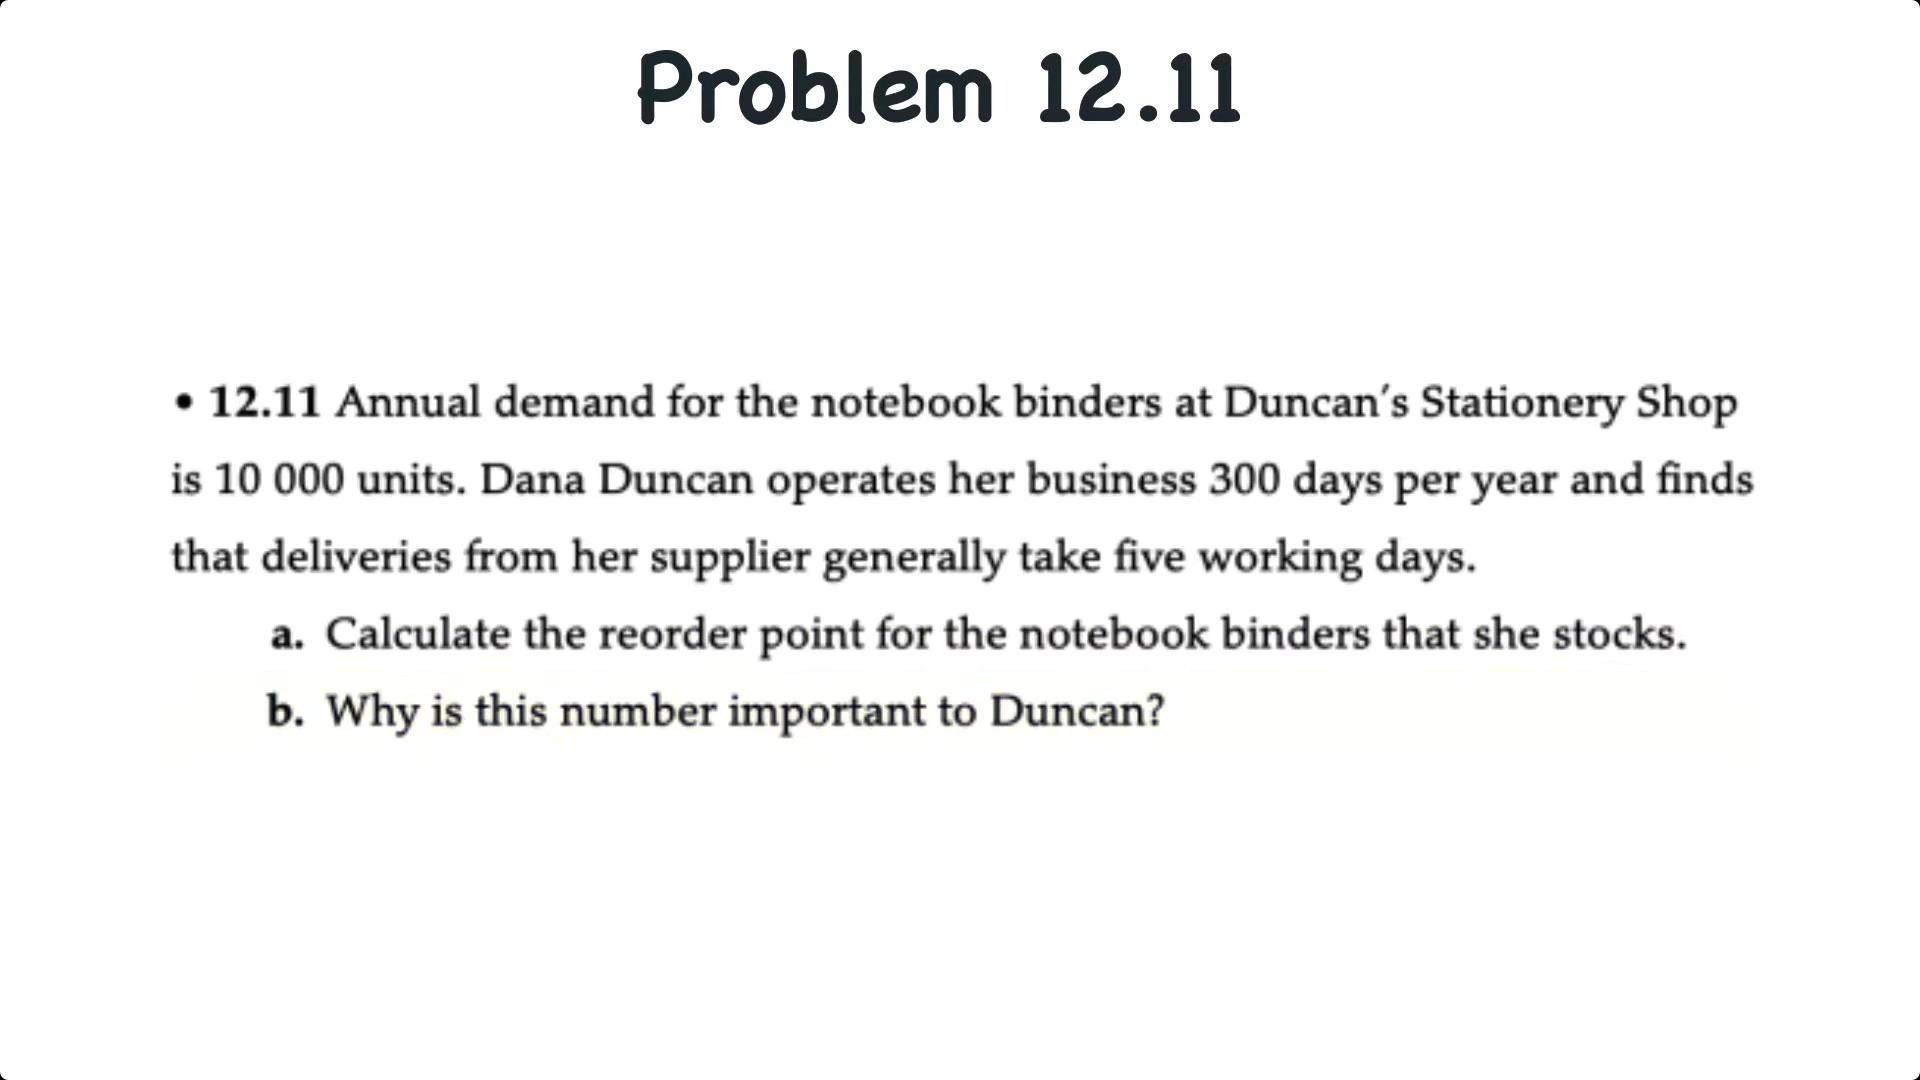 Problem 12.11
• 12.11 Annual demand for the notebook binders at Duncan's Stationery Shop
is 10 000 units. Dana Duncan operates her business 300 days per year and finds
that deliveries from her supplier generally take five working days.
a. Calculate the reorder point for the notebook binders that she stocks.
b. Why is this number important to Duncan?